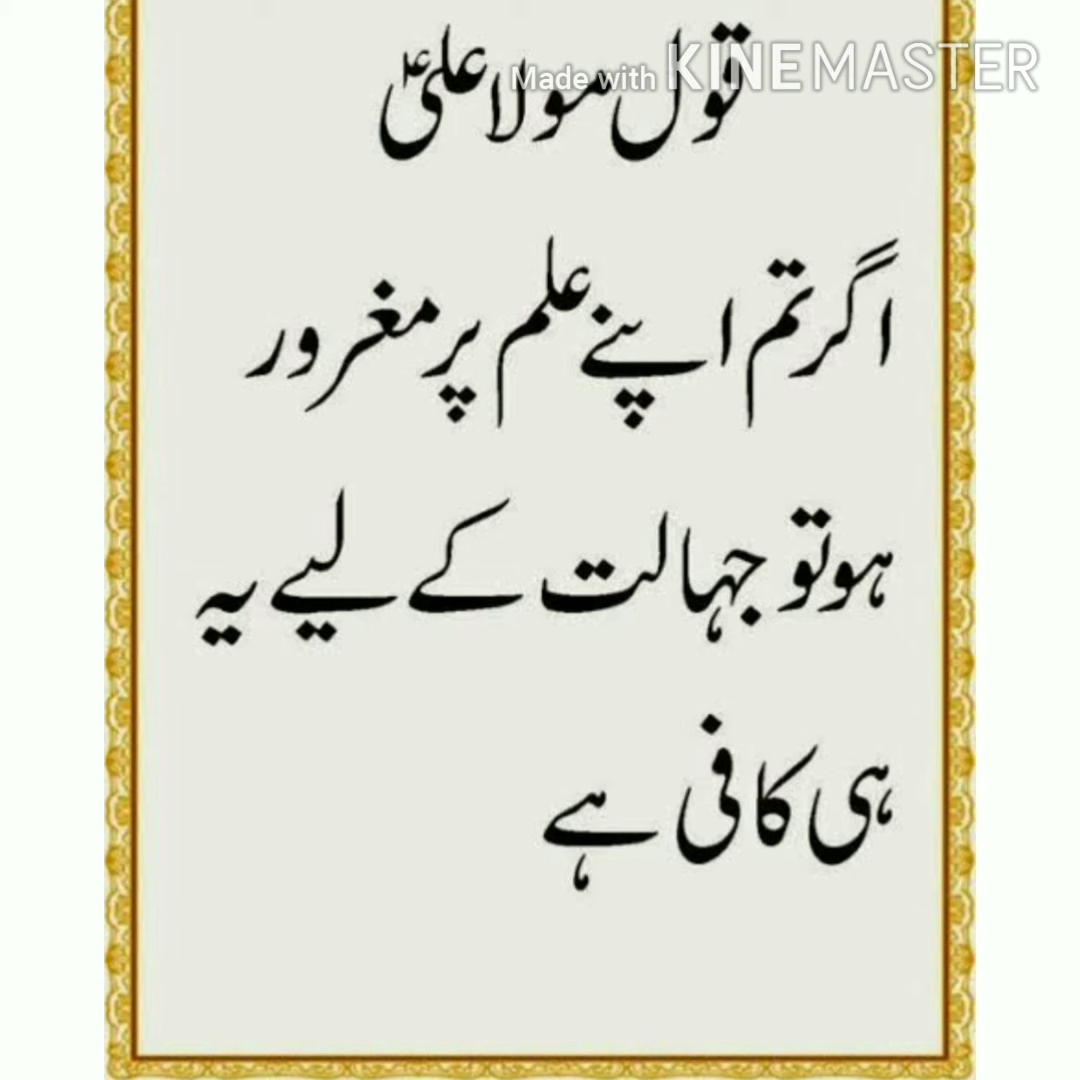 Made with KINEMASTER
قول مولا علیؑ
اگر تم اپنے علم پر مغرور
ہو تو جہالت کے لیے یہ
ہی کافی ہے